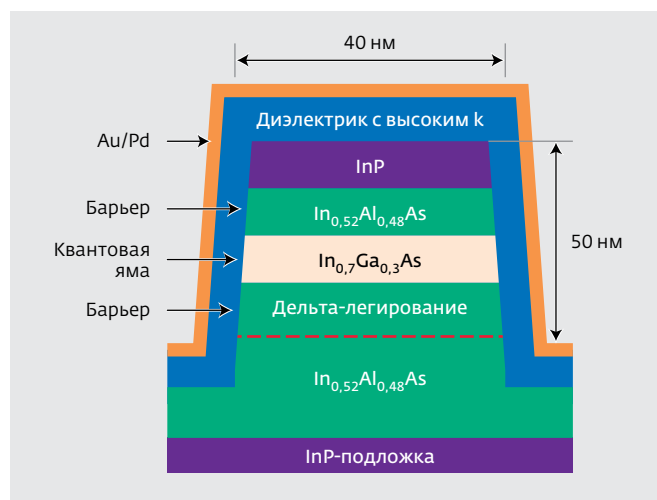 40 нм
Диэлектрик с высоким k
Au/Pd
InP
Барьер
In0,52Al0,48As
Квантовая
яма
In0,7Ga0,3As
50 нм
Барьер
Дельта-легирование
In0,52Al0,48As
InP-подложка